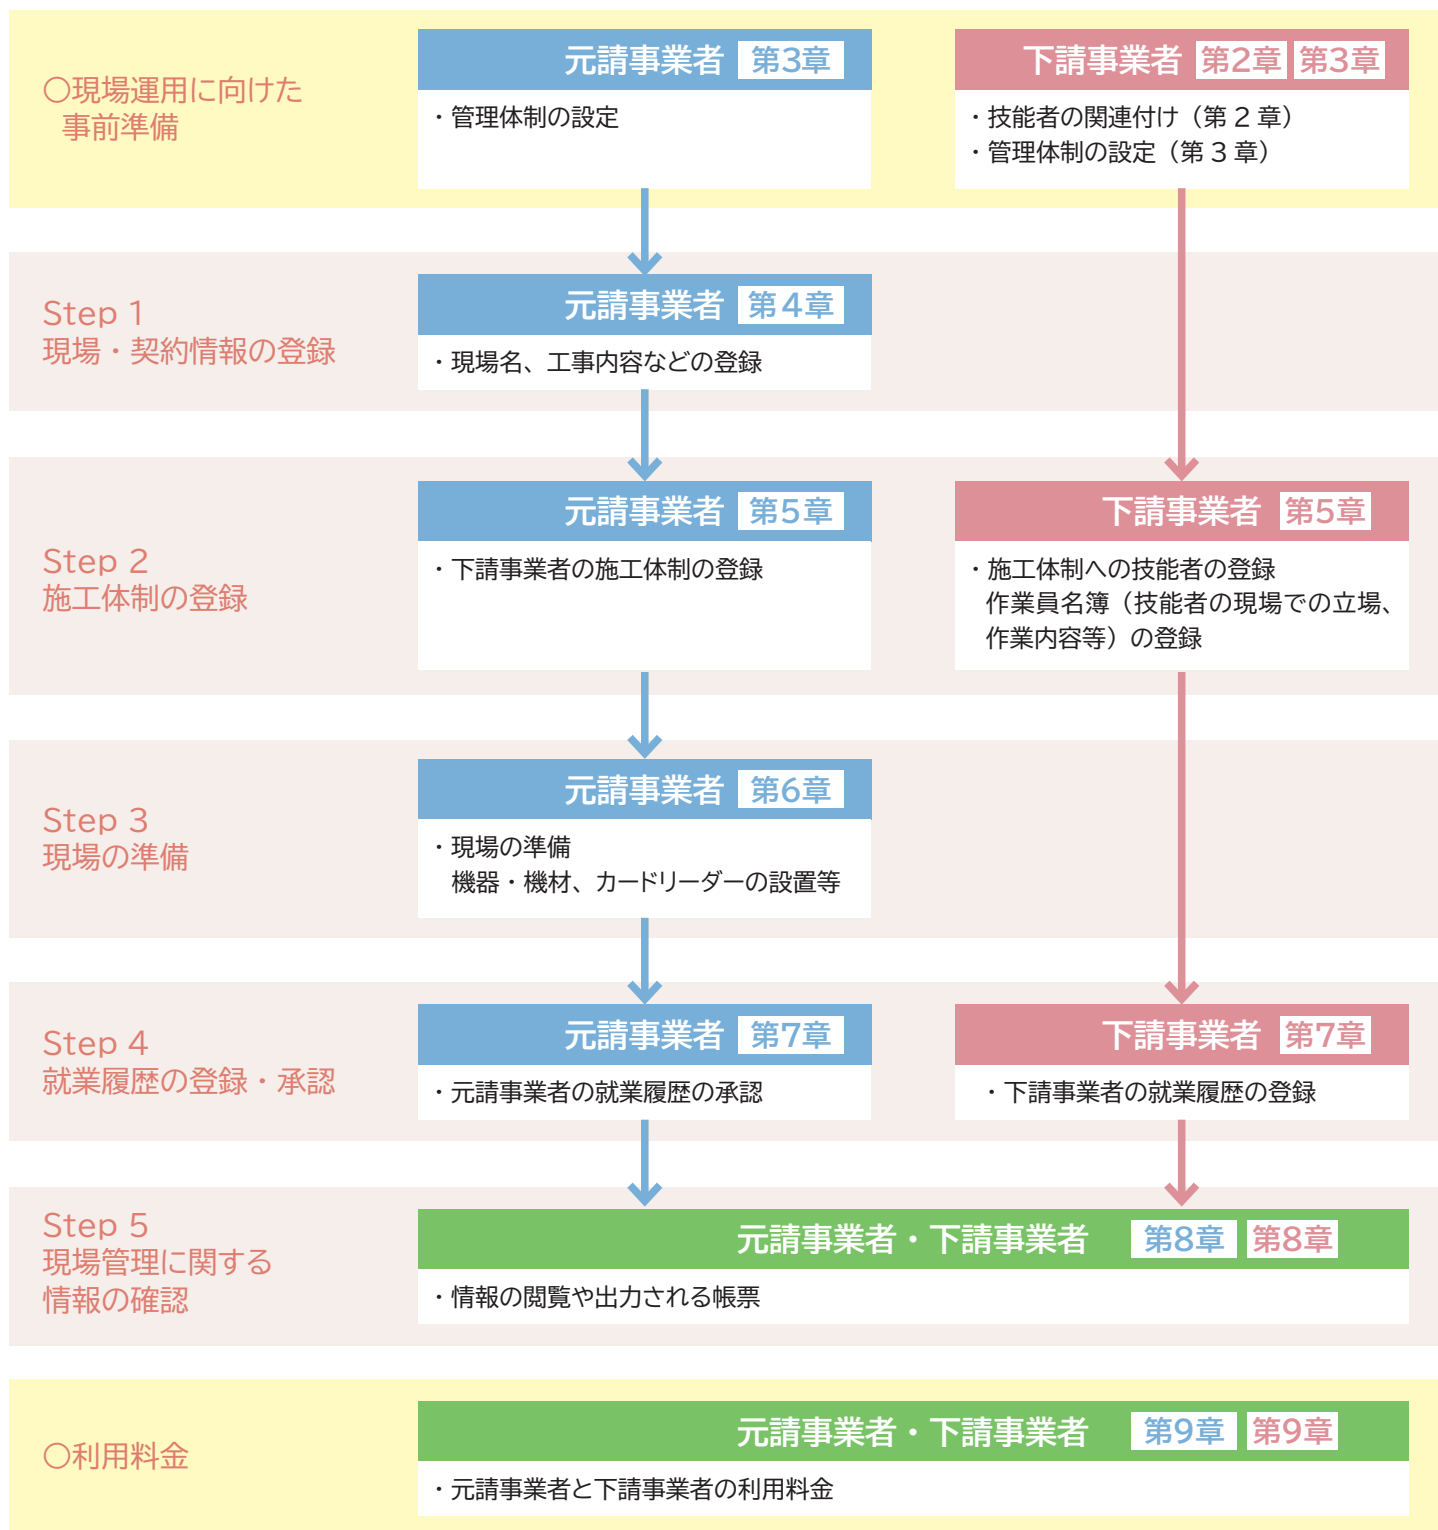 〇現場運用に向けた
事前準備
元請事業者 第3章
・管理体制の設定
下請事業者 第2章 第3章
・技能者の関連付け（第２章）
・管理体制の設定（第３章）
Step 1
現場・契約情報の登録
元請事業者 第4章
・現場名、工事内容などの登録
Step 2
施工体制の登録
元請事業者 第5章
・下請事業者の施工体制の登録
下請事業者 第5章
・施工体制への技能者の登録
作業員名簿（技能者の現場での立場、
作業内容等）の登録
Step 3
現場の準備
元請事業者 第6章
・現場の準備
機器・機材、カードリーダーの設置等
Step 4
就業履歴の登録・承認
元請事業者 第7章
・元請事業者の就業履歴の承認
下請事業者 第7章
・下請事業者の就業履歴の登録
Step 5
現場管理に関する
情報の確認
元請事業者・下請事業者 第8章 第8章
・情報の閲覧や出力される帳票
〇利用料金
元請事業者・下請事業者 第9章 第9章
・元請事業者と下請事業者の利用料金